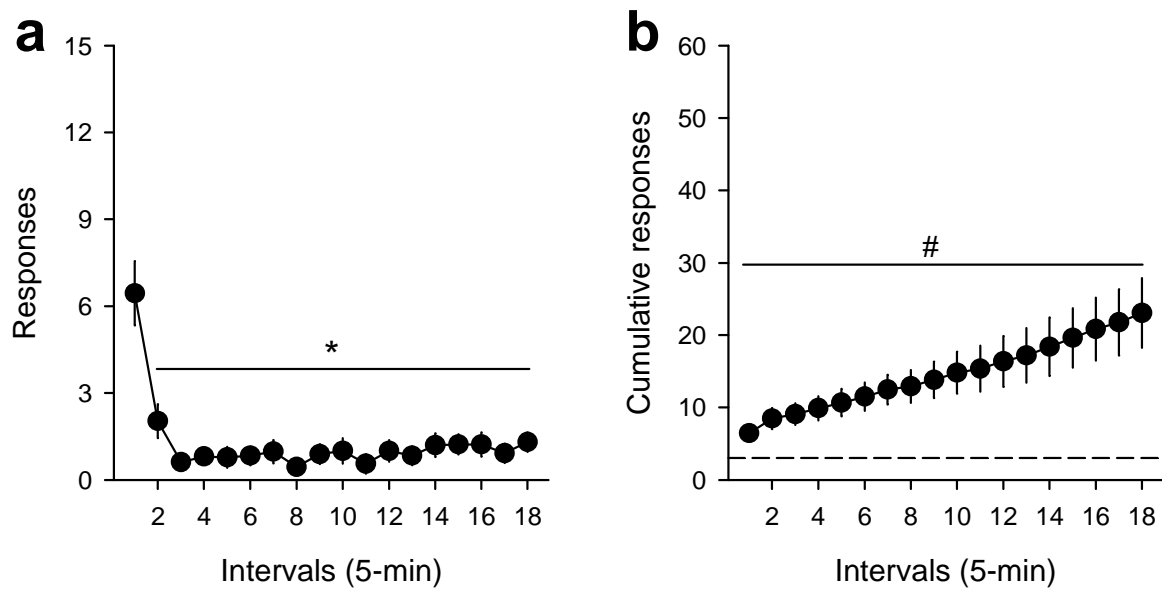 a
15
12
9
6
3
0
Responses
*
2 4 6 8 10 12 14 16 18
Intervals (5-min)
b
60
50
40
30
20
10
0
Cumulative responses
#
2 4 6 8 10 12 14 16 18
Intervals (5-min)